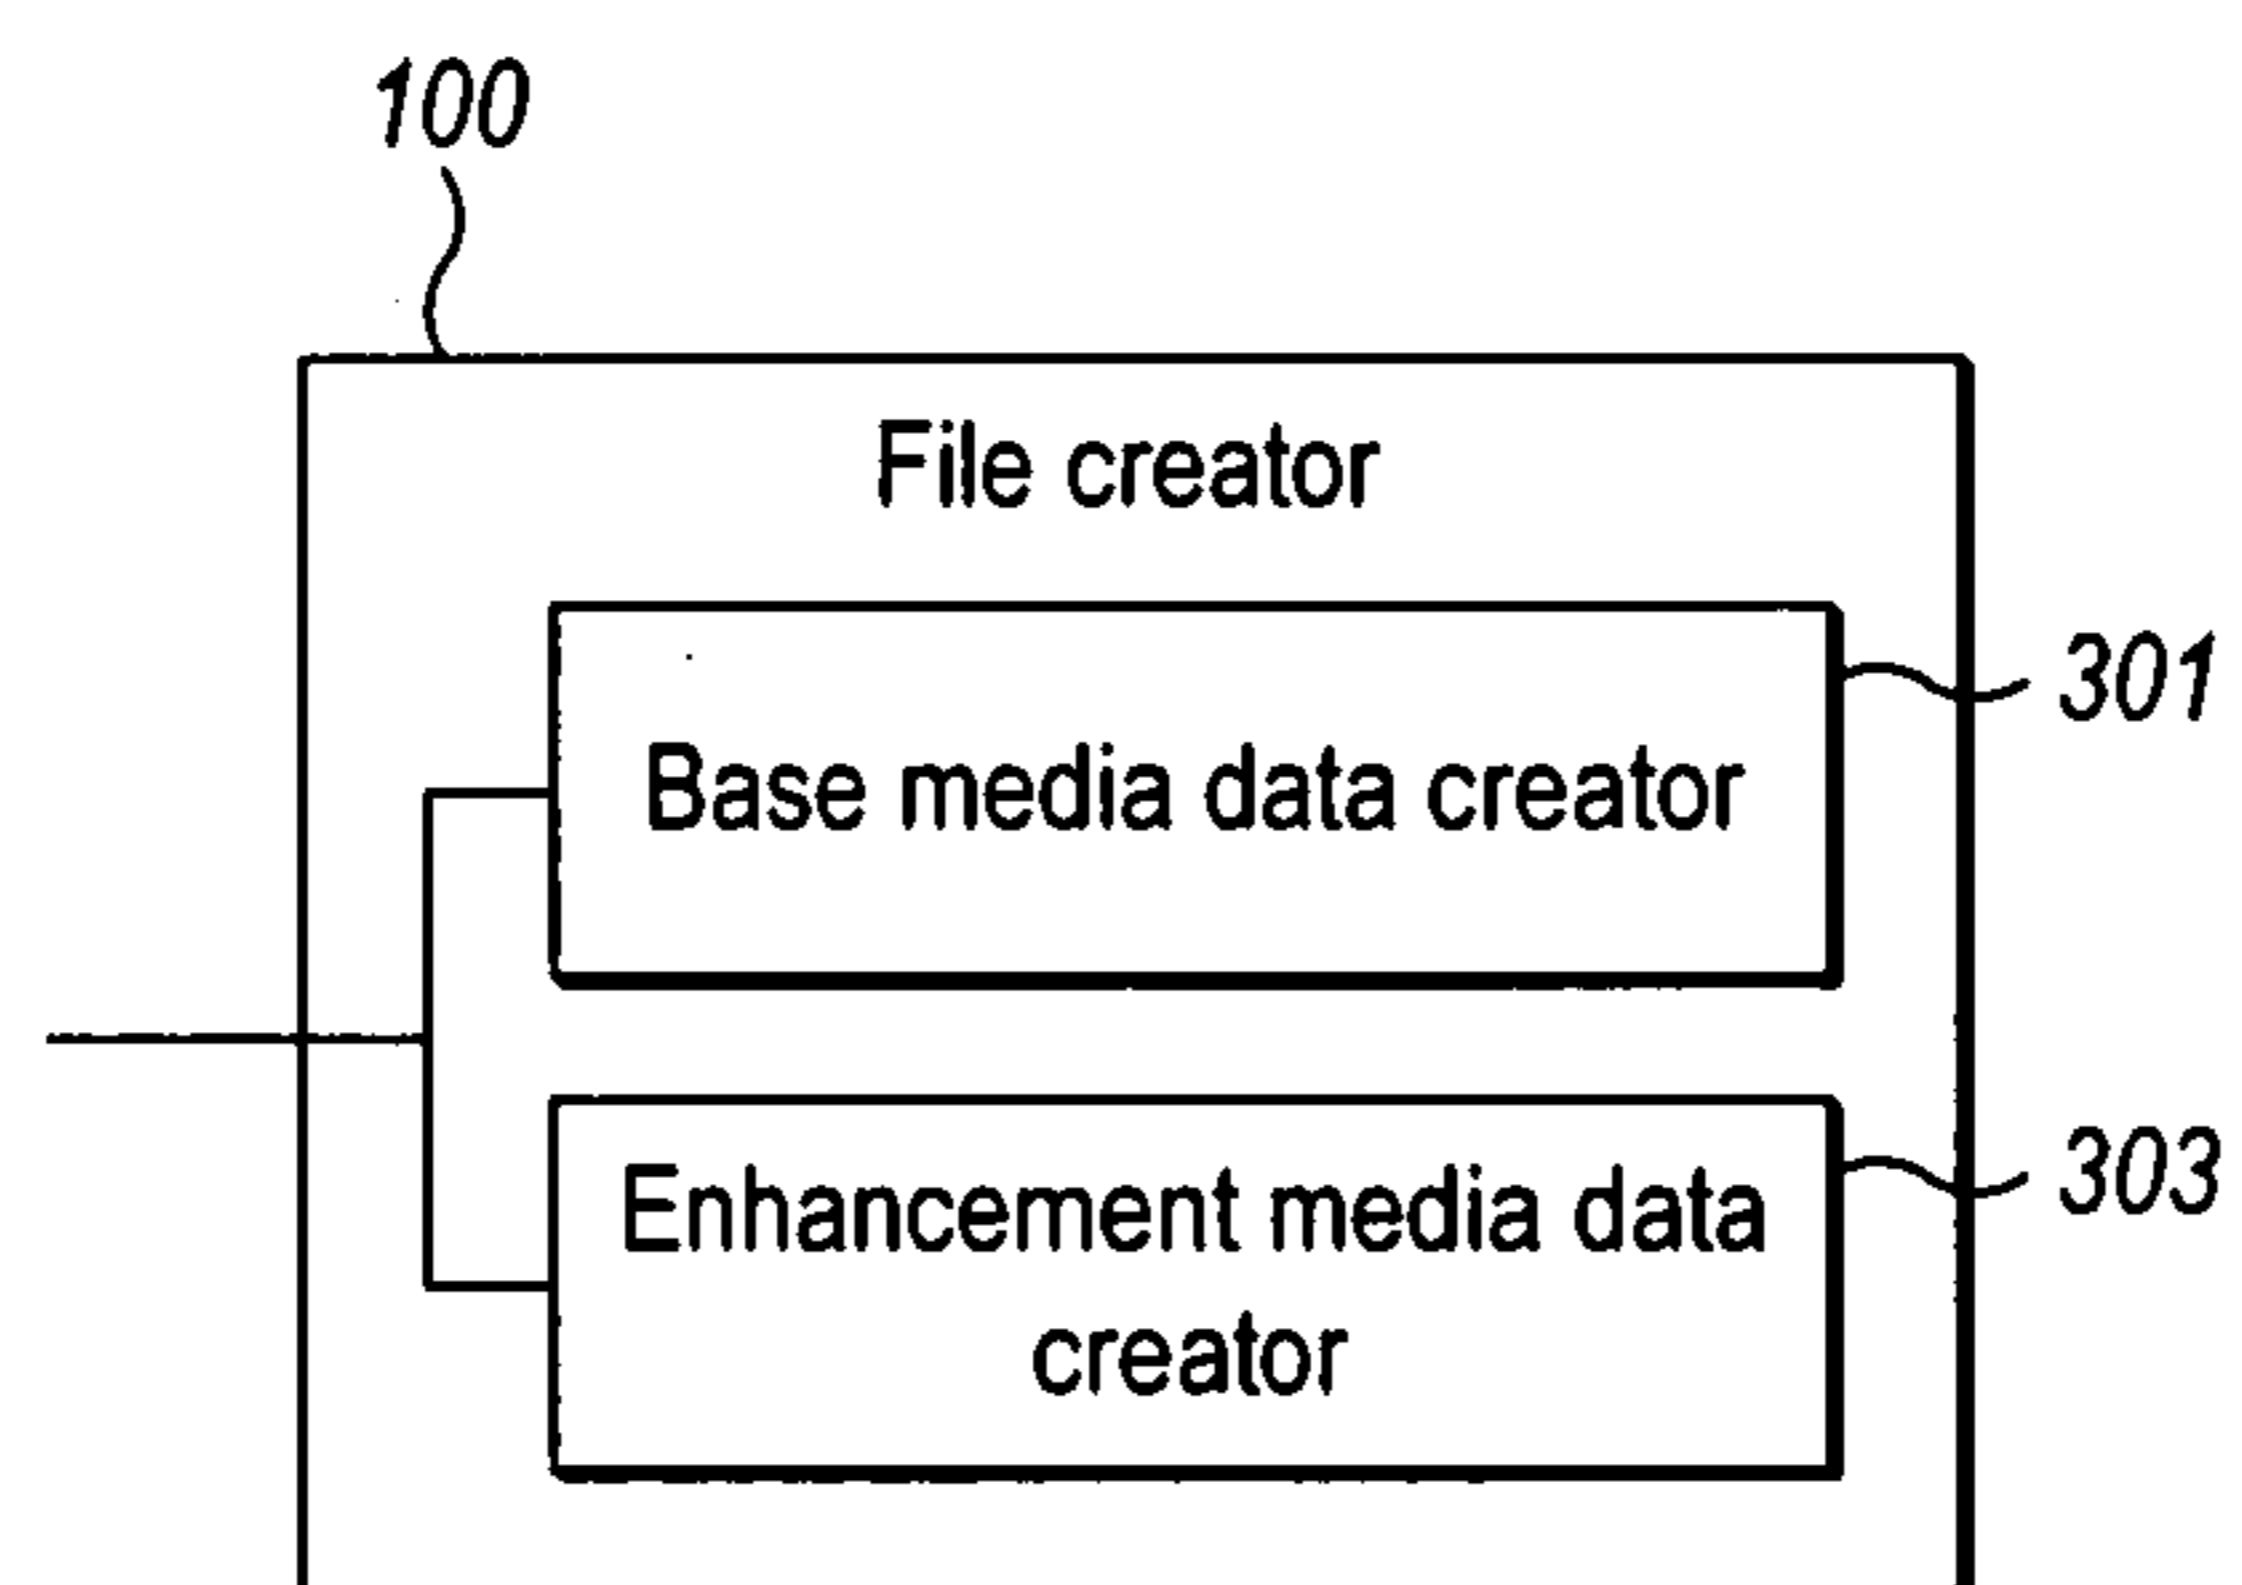 100
File creator
301
Base media data creator
303
Enhancement media data
creator